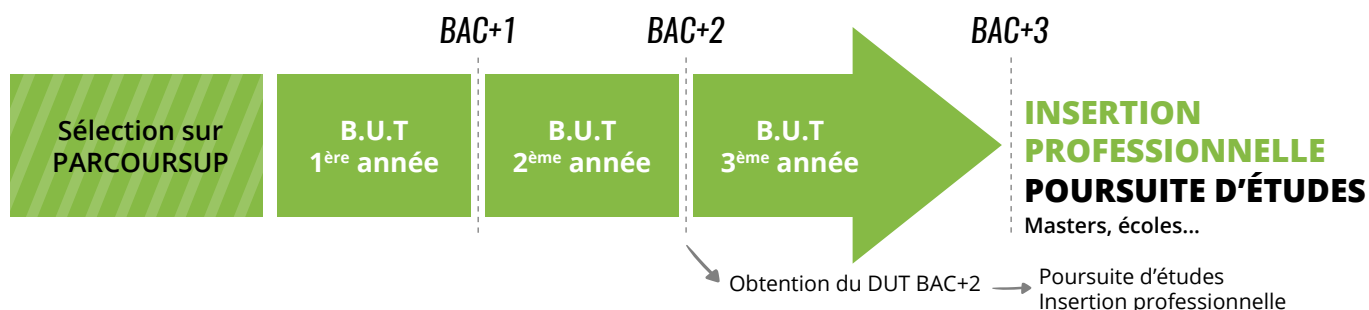 BAC+1
BAC+2
BAC+3
Sélection sur
PARCOURSUP
B.U.T
1ère année
B.U.T
2ème année
B.U.T
3ème année
INSERTION
PROFESSIONNELLE
POURSUITE D’ÉTUDES
Masters, écoles...
Obtention du DUT BAC+2
Poursuite d’études
Insertion professionnelle